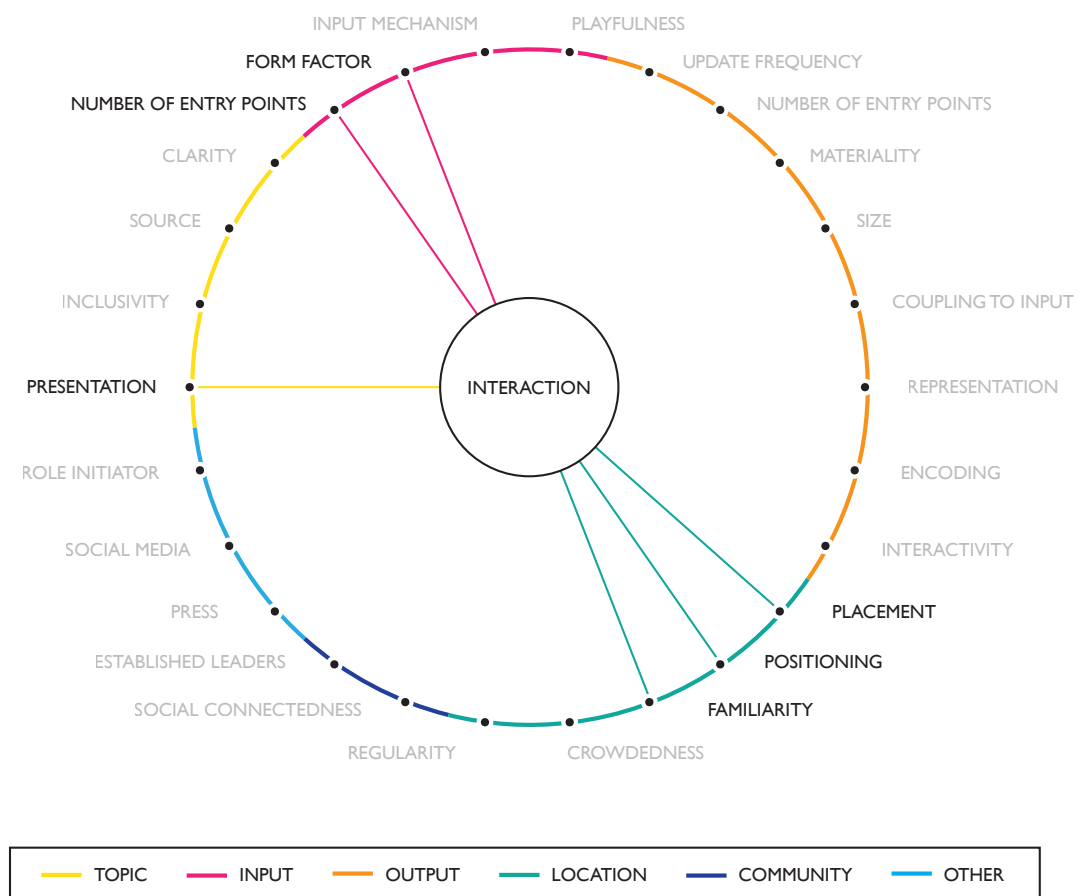 INPUT MECHANISM
PLAYFULNESS
FORM FACTOR
UPDATE FREQUENCY
NUMBER OF ENTRY POINTS
NUMBER OF ENTRY POINTS
CLARITY
MATERIALITY
SOURCE
SIZE
INCLUSIVITY
COUPLING TO INPUT
PRESENTATION
INTERACTION
REPRESENTATION
ROLE INITIATOR
ENCODING
SOCIAL MEDIA
INTERACTIVITY
PRESS
PLACEMENT
ESTABLISHED LEADERS
POSITIONING
SOCIAL CONNECTEDNESS
FAMILIARITY
REGULARITY
CROWDEDNESS
TOPIC
INPUT
OUTPUT
LOCATION
COMMUNITY
OTHER